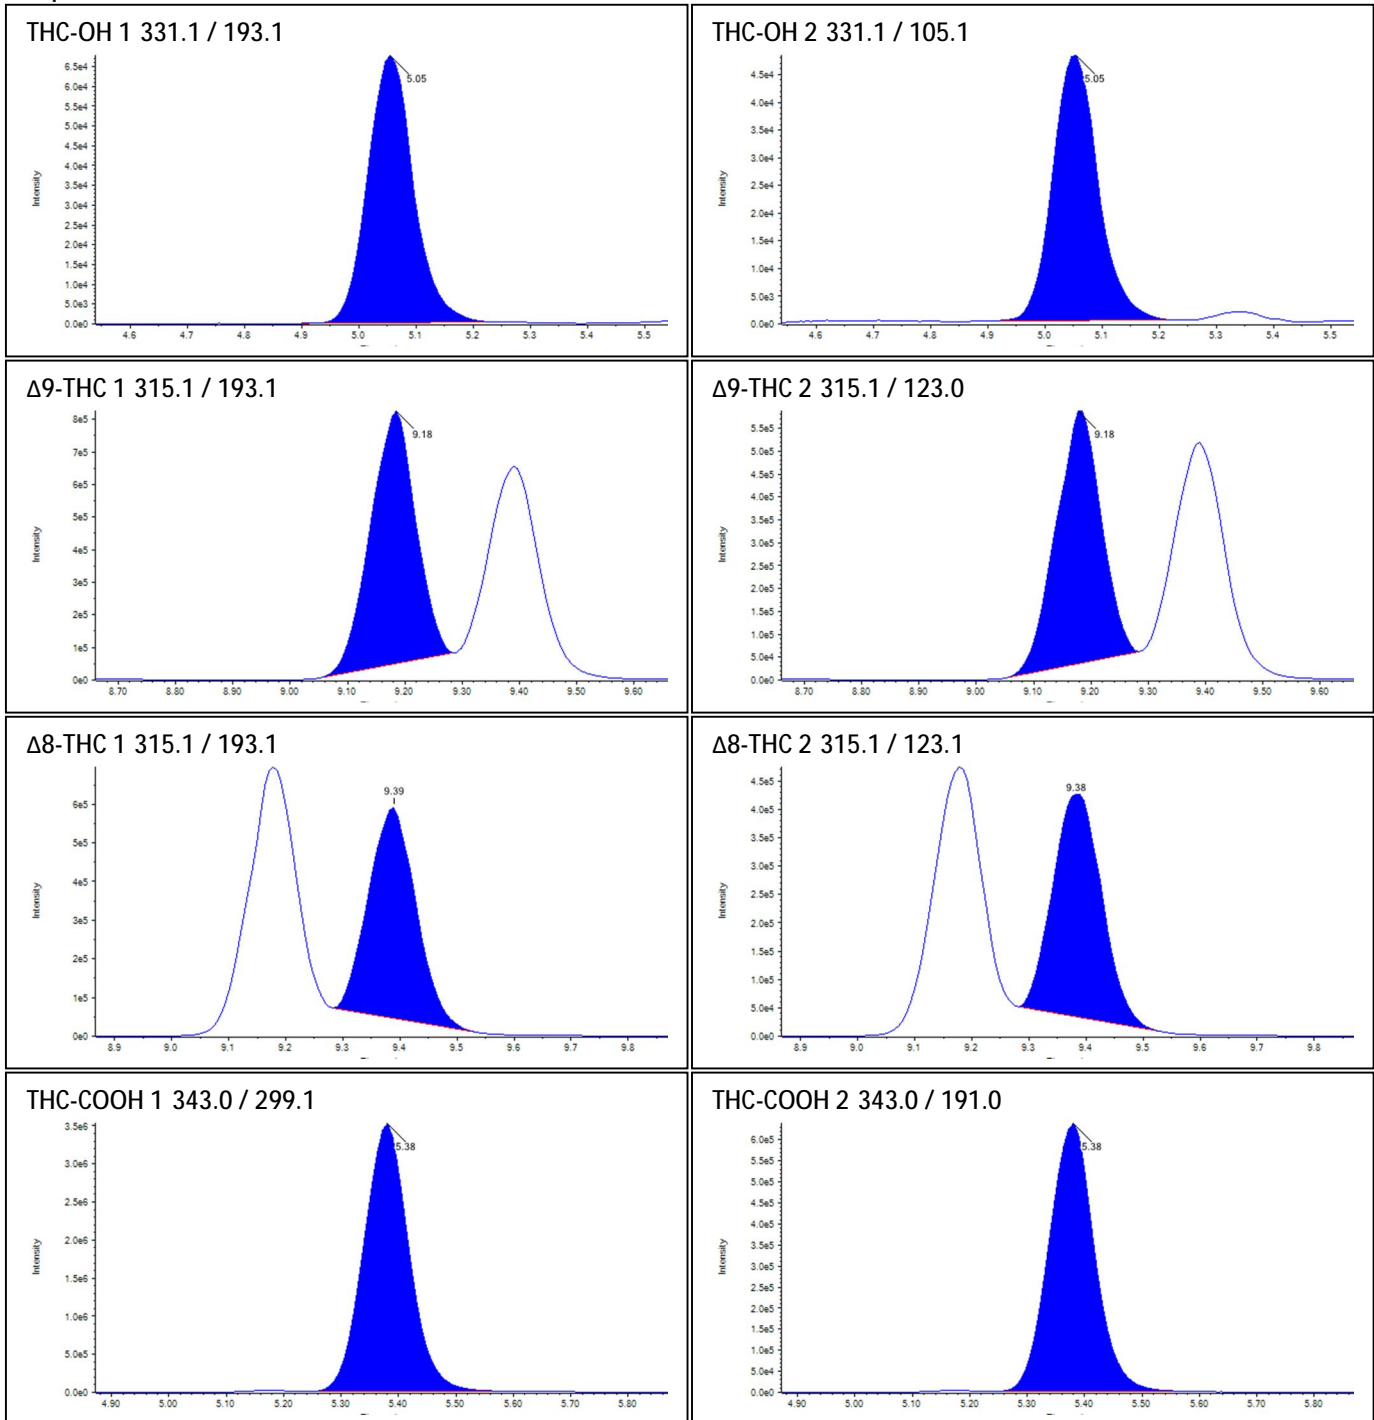 THC-OH 1 331.1 / 193.1
6.5e4
6.0e4
5.5e4
5.0e4
4.5e4
4.0e4
3.5e4
3.0e4
2.5e4
2.0e4
1.5e4
1.0e4
5.0e3
0.0e0
Intensity
5.05
4.6 4.7 4.8 4.9 5.0 5.1 5.2 5.3 5.4 5.5
THC-OH 2 331.1 / 105.1
4.5e4
4.0e4
3.5e4
3.0e4
2.5e4
2.0e4
1.5e4
1.0e4
5.0e3
0.0e0
Intensity
5.05
4.6 4.7 4.8 4.9 5.0 5.1 5.2 5.3 5.4 5.5
Δ9-THC 1 315.1 / 193.1
8e5
7e5
6e5
5e5
4e5
3e5
2e5
1e5
0e0
Intensity
9.18
8.70 8.80 8.90 9.00 9.10 9.20 9.30 9.40 9.50 9.60
Δ9-THC 2 315.1 / 123.0
5.5e5
5.0e5
4.5e5
4.0e5
3.5e5
3.0e5
2.5e5
2.0e5
1.5e5
1.0e5
5.0e4
0.0e0
Intensity
9.18
8.70 8.80 8.90 9.00 9.10 9.20 9.30 9.40 9.50 9.60
Δ8-THC 1 315.1 / 193.1
6e5
5e5
4e5
3e5
2e5
1e5
0e0
Intensity
9.39
8.9 9.0 9.1 9.2 9.3 9.4 9.5 9.6 9.7 9.8
Δ8-THC 2 315.1 / 123.1
4.5e5
4.0e5
3.5e5
3.0e5
2.5e5
2.0e5
1.5e5
1.0e5
5.0e4
0.0e0
Intensity
9.38
8.9 9.0 9.1 9.2 9.3 9.4 9.5 9.6 9.7 9.8
THC-COOH 1 343.0 / 299.1
3.5e6
3.0e6
2.5e6
2.0e6
1.5e6
1.0e6
5.0e5
0.0e0
Intensity
5.38
4.90 5.00 5.10 5.20 5.30 5.40 5.50 5.60 5.70 5.80
THC-COOH 2 343.0 / 191.0
6.0e5
5.5e5
5.0e5
4.5e5
4.0e5
3.5e5
3.0e5
2.5e5
2.0e5
1.5e5
1.0e5
5.0e4
0.0e0
Intensity
5.38
4.90 5.00 5.10 5.20 5.30 5.40 5.50 5.60 5.70 5.80